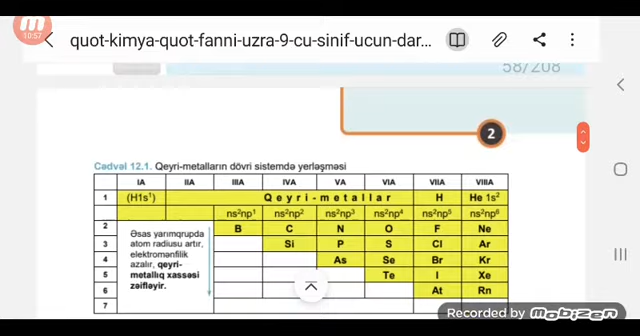 10:57
quot-kimya-quot-fanni-uzra-9-cu-sinif-ucun-dar...
58/208
2
Cədvəl 12.1. Qeyri-metalların dövri sistemdə yerləşməsi
IA IIA IIIA IVA VA VIA VIIA VIIIA
1 (H1s¹) Qeyri-metallar H He 1s²
ns²np¹ ns²np² ns²np³ ns²np⁴ ns²np⁵ ns²np⁶
2 B C N O F Ne
3 Si P S Cl Ar
4 As Se Br Kr
5 Te I Xe
6 At Rn
7
Əsas yarımqrupda
atom radiusu artır,
elektromənfilik
azalır, qeyri-
metallıq xassəsi
zəifləyir.
Recorded by Mobizen